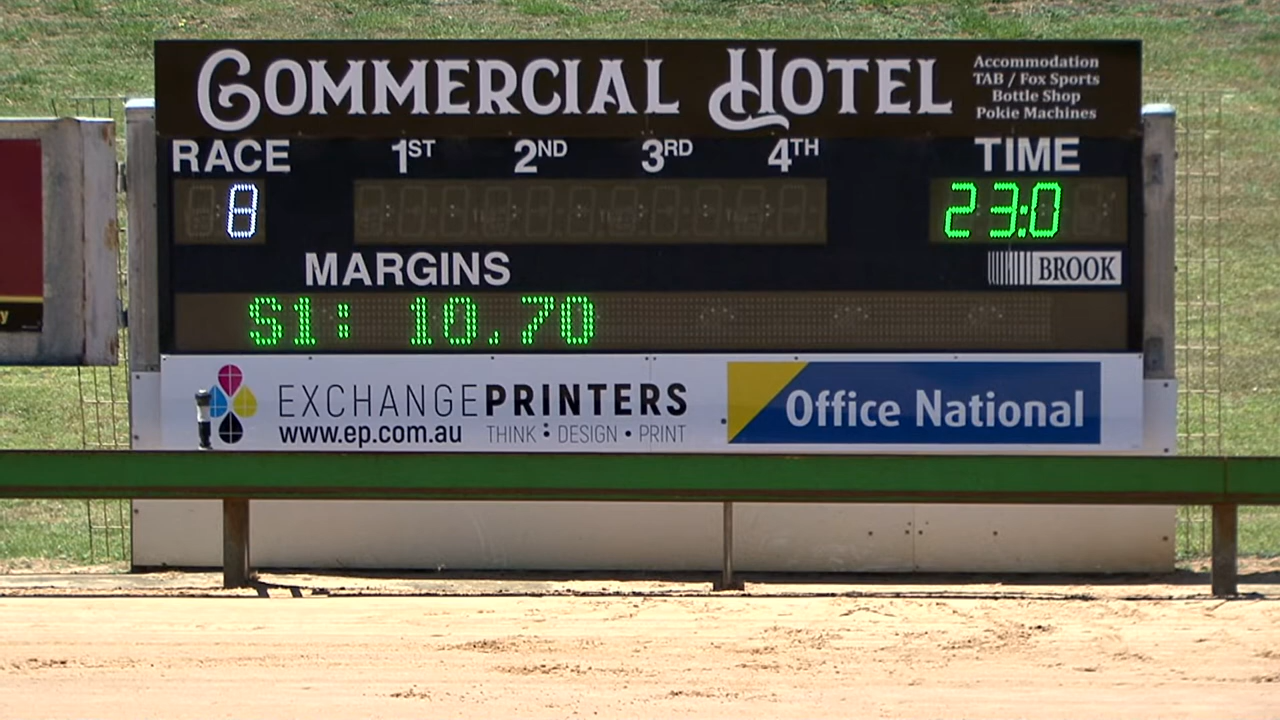 COMMERCIAL HOTEL
Accommodation
TAB / Fox Sports
Bottle Shop
Pokie Machines
RACE 1ST 2ND 3RD 4TH TIME
8 23:0
MARGINS
BROOK
S1: 10.70
EXCHANGEPRINTERS
www.ep.com.au THINK • DESIGN • PRINT
Office National
y